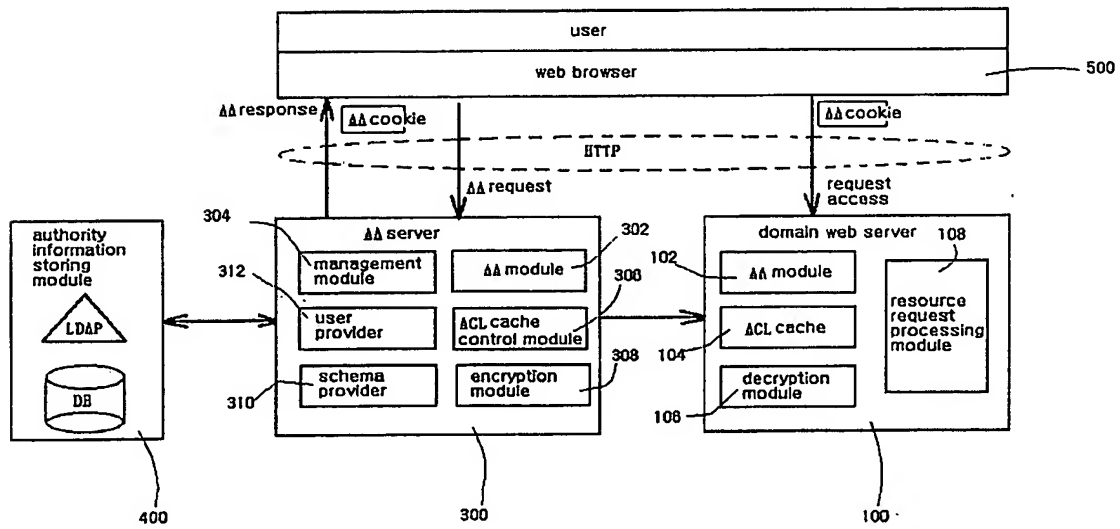 user
web browser
500
AA response
AA cookie
AA cookie
HTTP
AA request
request
access
authority
information
storing
module
LDAP
DB
400
304
312
310
AA server
management
module
AA module
302
user
provider
ACL cache
control module
306
schema
provider
encryption
module
308
300
domain web server
102
AA module
108
104
ACL cache
resource
request
processing
module
decryption
module
106
100